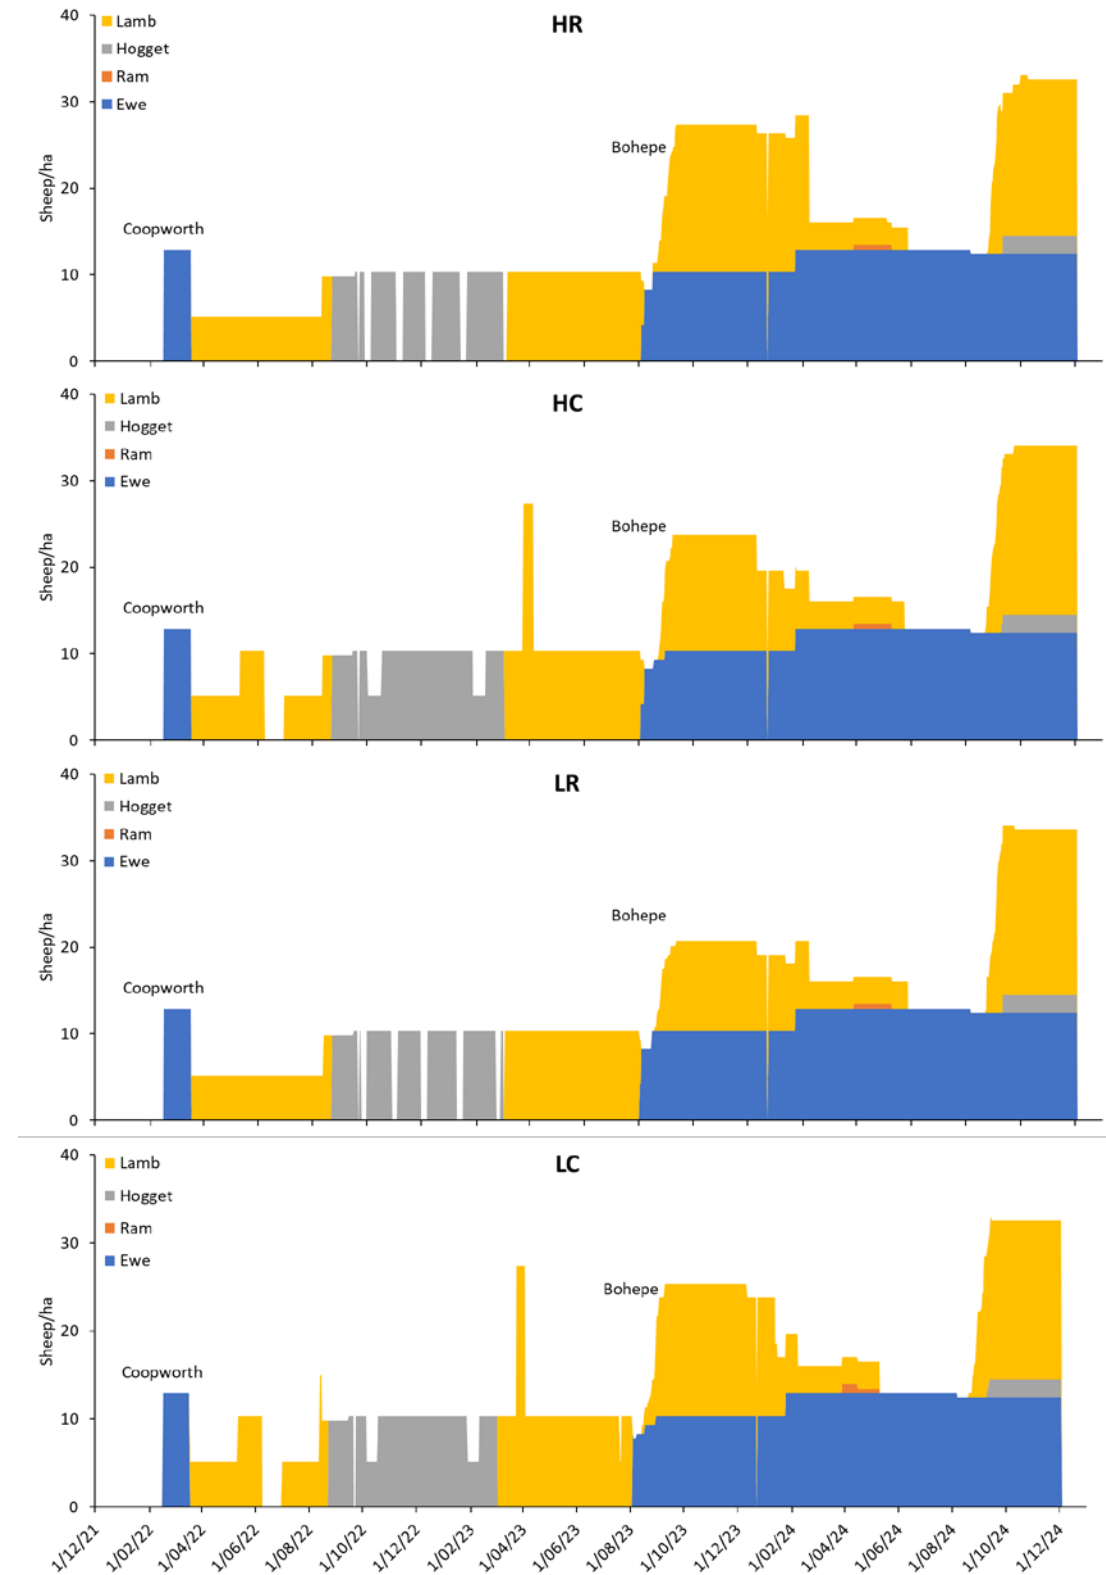 HR
40
30
20
10
0
Sheep/ha
Lamb
Hogget
Ram
Ewe
Coopworth
Bohepe
HC
40
30
20
10
0
Sheep/ha
Lamb
Hogget
Ram
Ewe
Coopworth
Bohepe
LR
40
30
20
10
0
Sheep/ha
Lamb
Hogget
Ram
Ewe
Coopworth
Bohepe
LC
40
30
20
10
0
Sheep/ha
Lamb
Hogget
Ram
Ewe
Coopworth
Bohepe
1/12/21
1/02/22
1/04/22
1/06/22
1/08/22
1/10/22
1/12/22
1/02/23
1/04/23
1/06/23
1/08/23
1/10/23
1/12/23
1/02/24
1/04/24
1/06/24
1/08/24
1/10/24
1/12/24